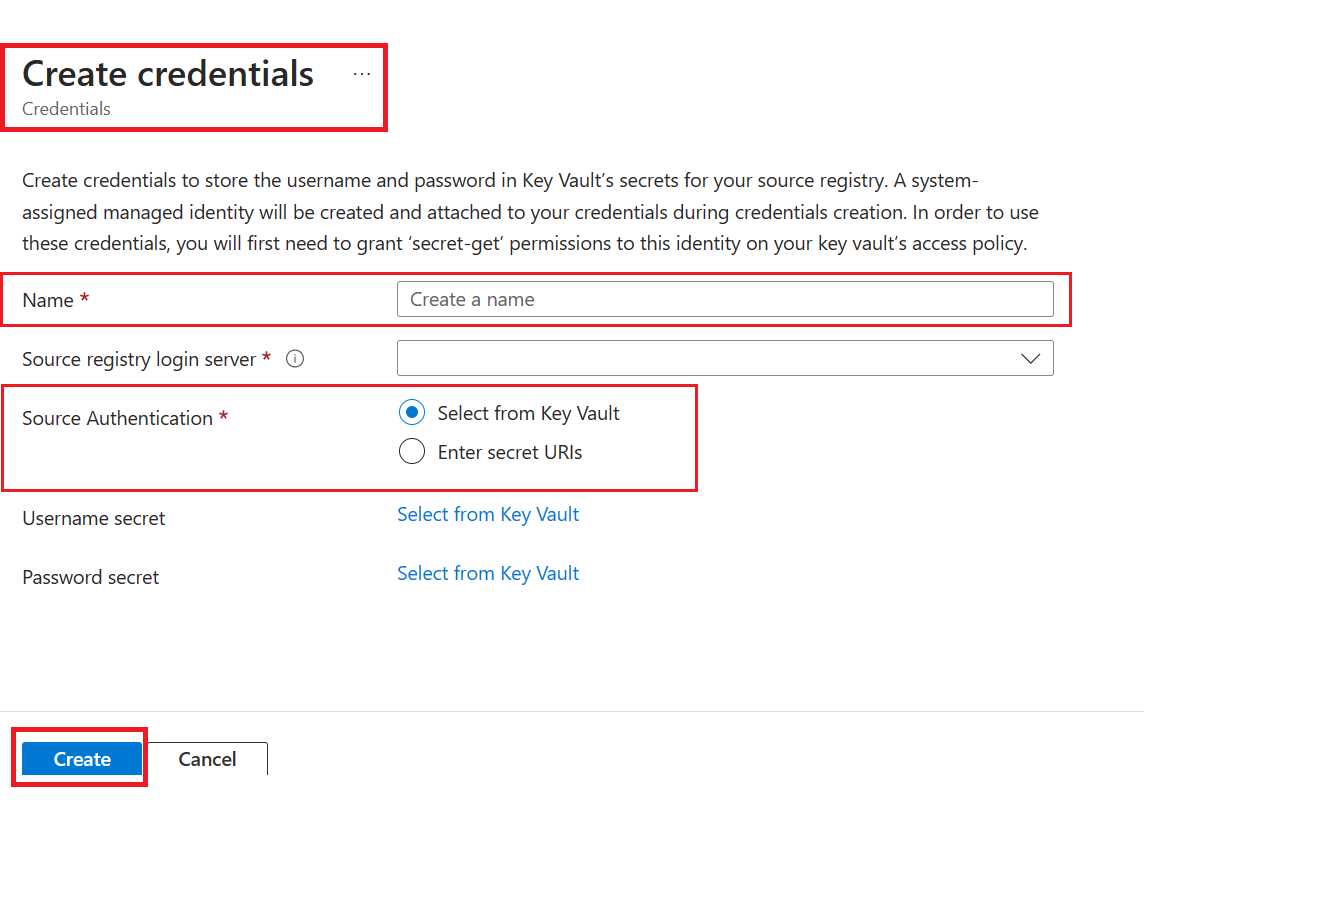 Create credentials ...
Credentials
Create credentials to store the username and password in Key Vault’s secrets for your source registry. A system-
assigned managed identity will be created and attached to your credentials during credentials creation. In order to use
these credentials, you will first need to grant ‘secret-get’ permissions to this identity on your key vault’s access policy.
Name *
Create a name
Source registry login server *
Source Authentication *
Select from Key Vault
Enter secret URIs
Username secret
Select from Key Vault
Password secret
Select from Key Vault
Create
Cancel